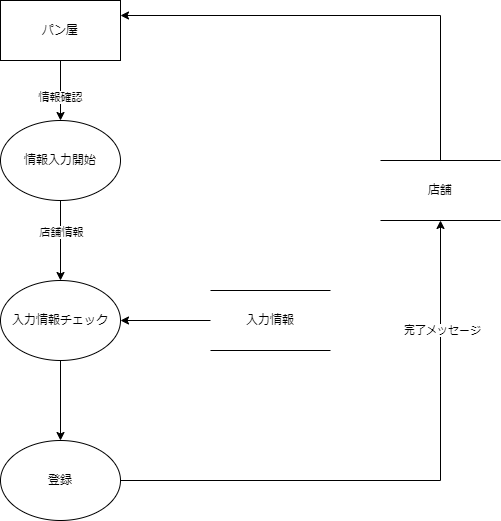 パン屋
情報確認
情報入力開始
店舗
店舗情報
入力情報チェック
入力情報
完了メッセージ
登録